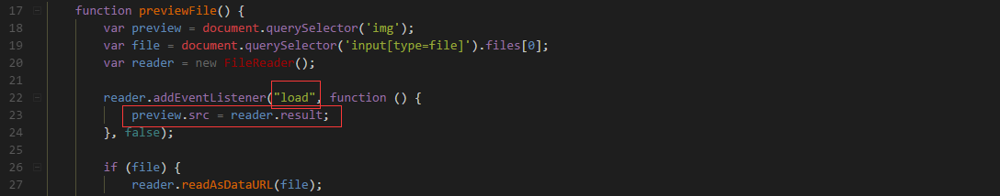 17 function previewFile() {
18 var preview = document.querySelector('img');
19 var file = document.querySelector('input[type=file]').files[0];
20 var reader = new FileReader();
21
22 reader.addEventListener("load", function () {
23 preview.src = reader.result;
24 }, false);
25
26 if (file) {
27 reader.readAsDataURL(file);